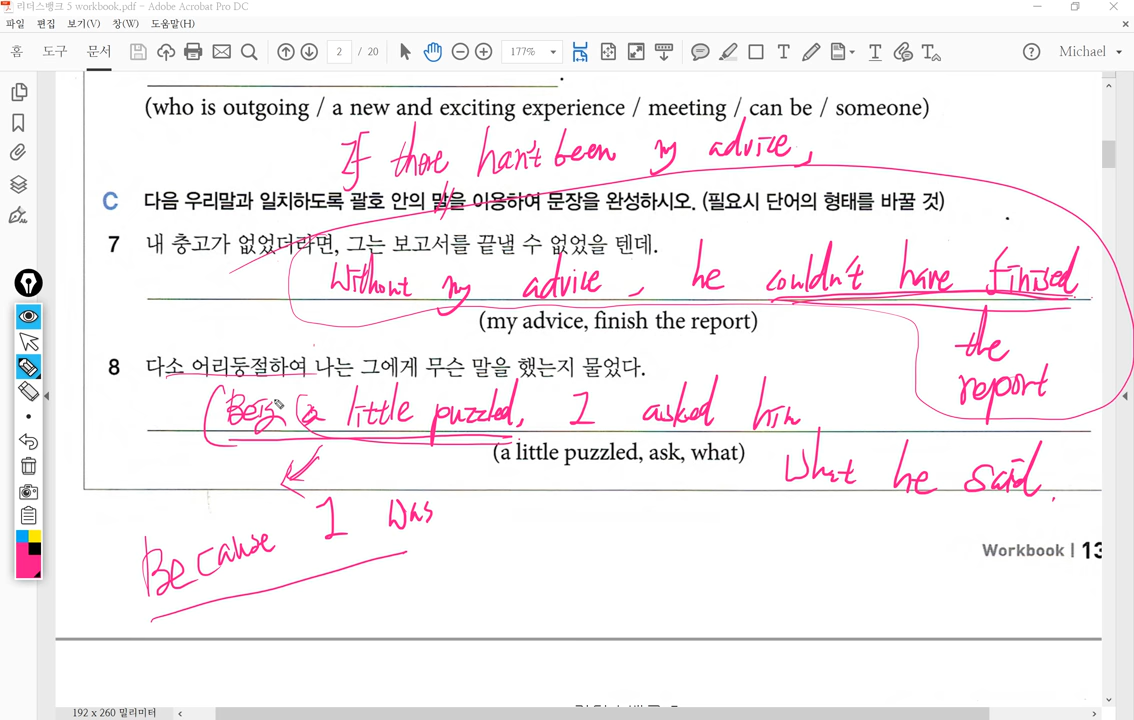 리더스뱅크 5 workbook.pdf - Adobe Acrobat Pro DC
파일 편집 보기(V) 창(W) 도움말(H)
홈 도구 문서 2 / 20 177% Michael
(who is outgoing / a new and exciting experience / meeting / can be / someone)
If there han't been my advice,
C 다음 우리말과 일치하도록 괄호 안의 말을 이용하여 문장을 완성하시오. (필요시 단어의 형태를 바꿀 것)
7 내 충고가 없었더라면, 그는 보고서를 끝낼 수 없었을 텐데.
Without my advice, he couldn't have finised
(my advice, finish the report)
the
report
8 다소 어리둥절하여 나는 그에게 무슨 말을 했는지 물었다.
(Being (a little puzzled, I asked him
(a little puzzled, ask, what)
what he said.
Because I was
Workbook | 13
192 x 260 밀리미터